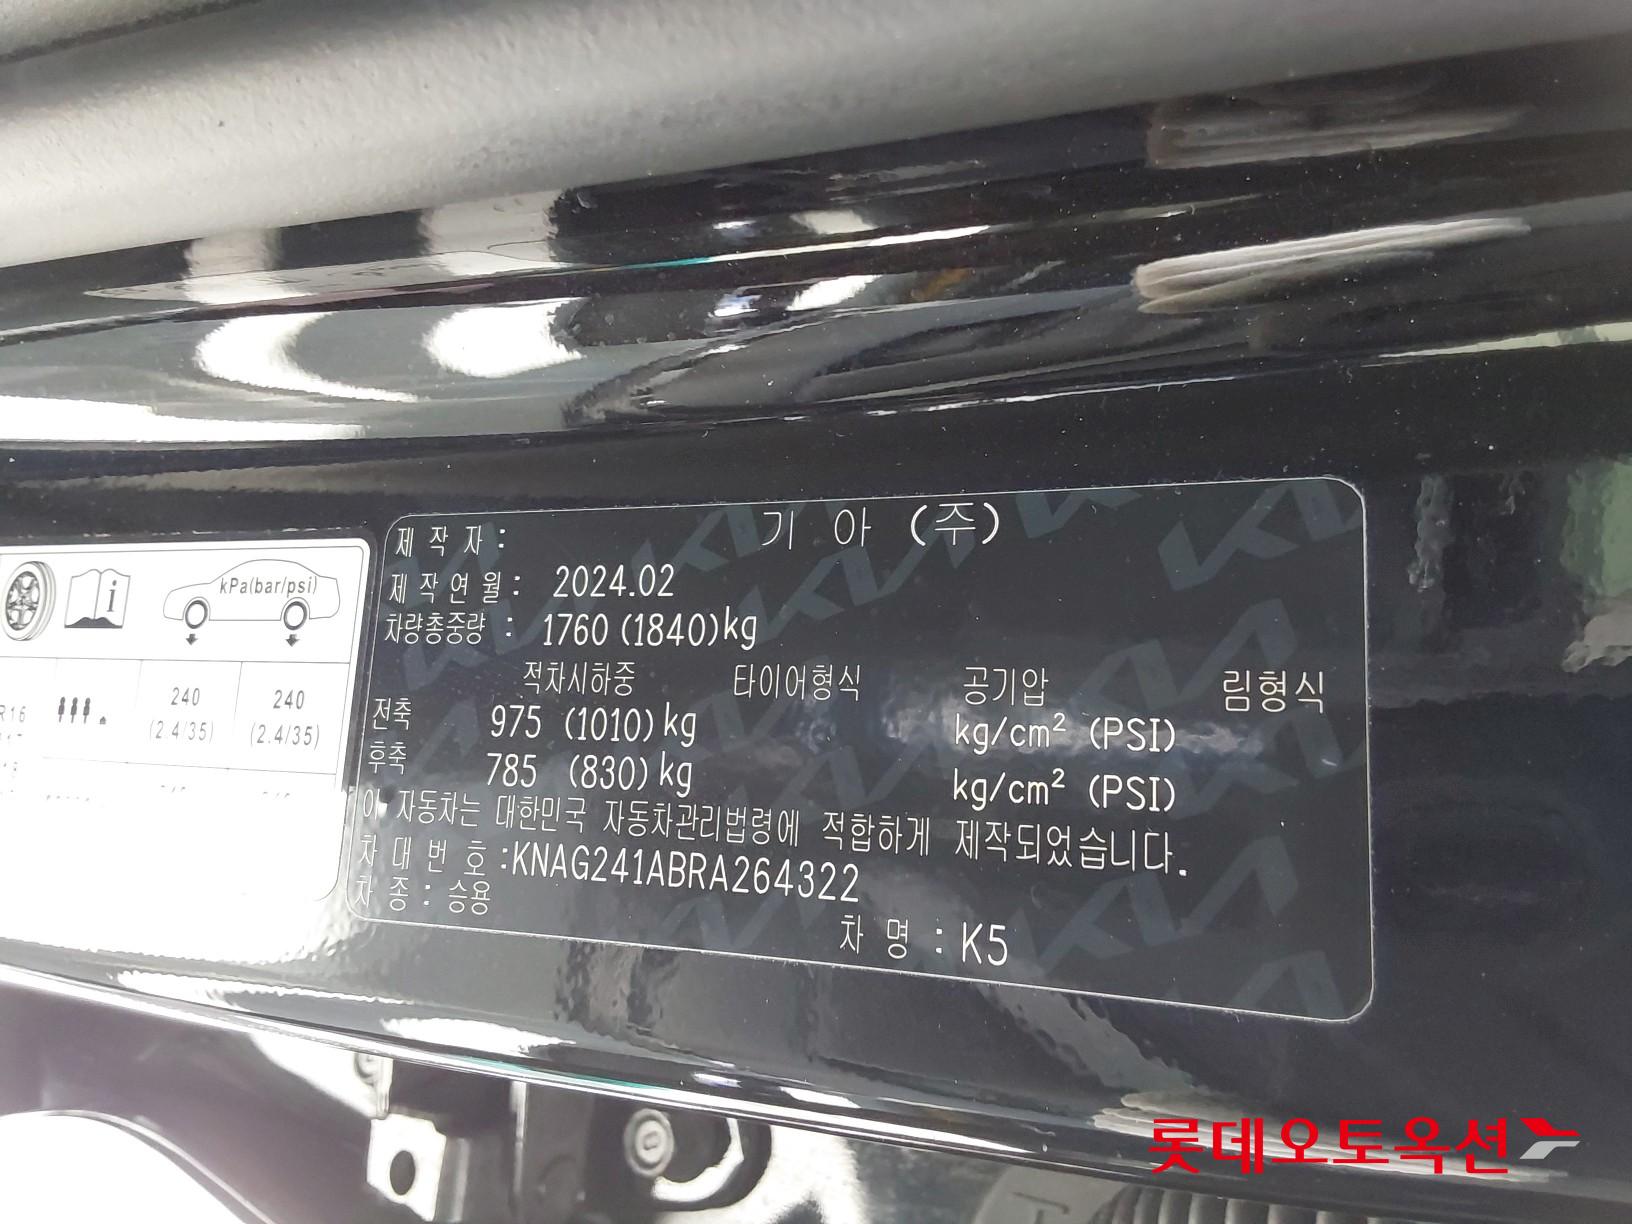 제 작 자 : 기 아 (주)
제 작 연 월 : 2024.02
차량총중량 : 1760 (1840)kg
적차시하중 타이어형식 공기압 림형식
전축 975 (1010) kg kg/cm² (PSI)
후축 785 (830) kg kg/cm² (PSI)
이 자동차는 대한민국 자동차관리법령에 적합하게 제작되었습니다.
차 대 번 호 :KNAG241ABRA264322
차 종 : 승용
차 명 : K5
kPa(bar/psi)
R16 240 240
(2.4/35) (2.4/35)
롯데오토옥션